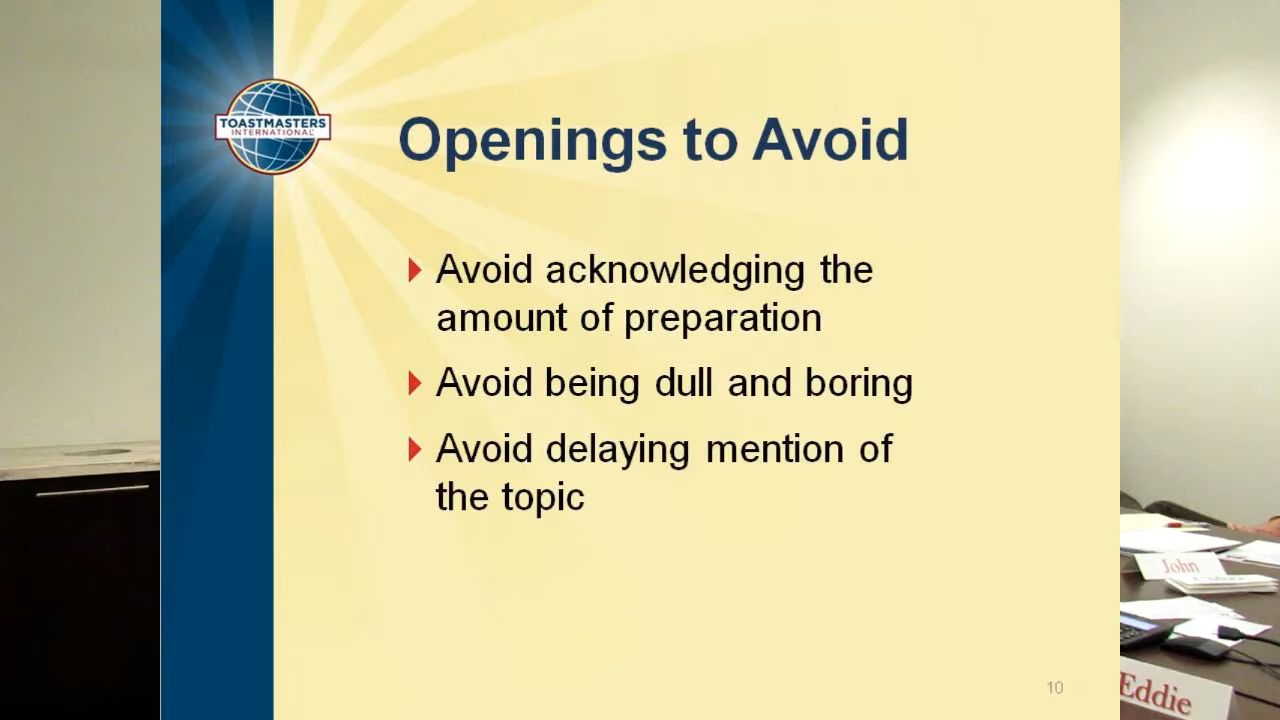 TOASTMASTERS
INTERNATIONAL
Openings to Avoid
Avoid acknowledging the
amount of preparation
Avoid being dull and boring
Avoid delaying mention of
the topic
10
John
Eddie